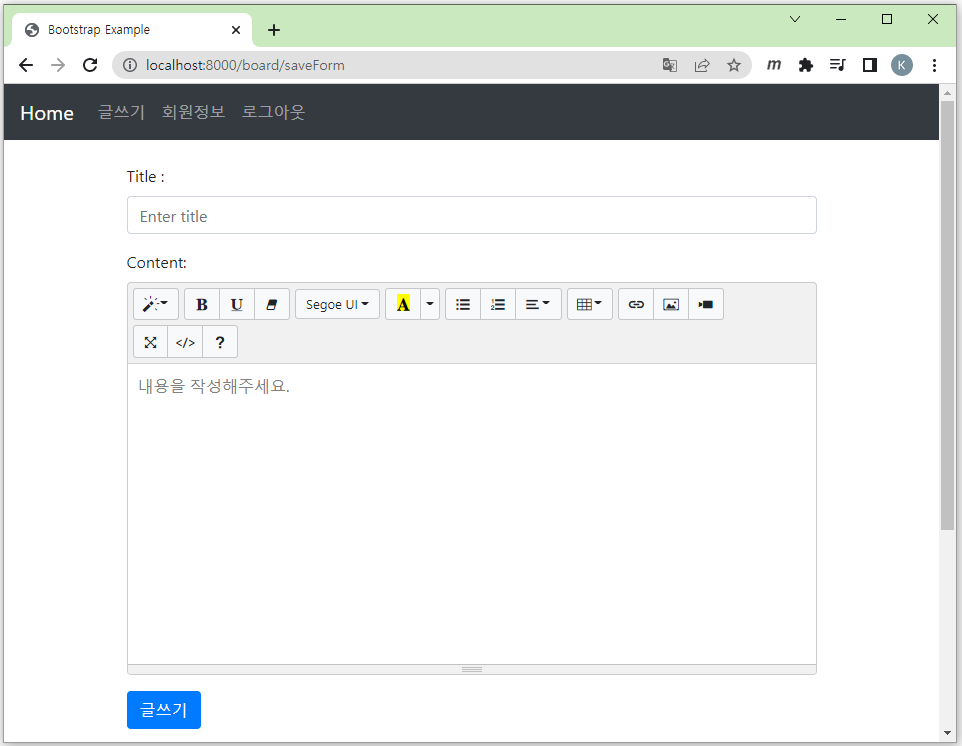 Bootstrap Example
localhost:8000/board/saveForm
m
K
Home 글쓰기 회원정보 로그아웃
Title :
Enter title
Content:
B U Segoe UI A
</> ?
내용을 작성해주세요.
글쓰기